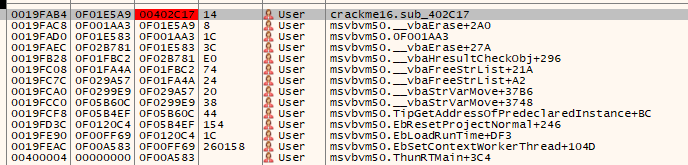 0019FAB4 0F01E5A9 00402C17 14 User crackme16.sub_402C17
0019FAC8 0F001AA3 0F01E5A9 8 User msvbvm50.__vbaErase+2A0
0019FAD0 0F01E583 0F001AA3 1C User msvbvm50.0F001AA3
0019FAEC 0F02B781 0F01E583 3C User msvbvm50.__vbaErase+27A
0019FB28 0F01FBC2 0F02B781 E0 User msvbvm50.__vbaHresultCheckObj+296
0019FC08 0F01FA4A 0F01FBC2 74 User msvbvm50.__vbaFreeStrList+21A
0019FC7C 0F029A57 0F01FA4A 24 User msvbvm50.__vbaFreeStrList+A2
0019FCA0 0F0299E9 0F029A57 20 User msvbvm50.__vbaStrVarMove+37B6
0019FCC0 0F05B60C 0F0299E9 38 User msvbvm50.__vbaStrVarMove+3748
0019FCF8 0F05B4EF 0F05B60C 44 User msvbvm50.TipGetAddressOfPredeclaredInstance+BC
0019FD3C 0F0120C4 0F05B4EF 154 User msvbvm50.EbResetProjectNormal+246
0019FE90 0F00FF69 0F0120C4 1C User msvbvm50.EbLoadRunTime+DF3
0019FEAC 0F00A583 0F00FF69 260158 User msvbvm50.EbSetContextWorkerThread+104D
00400004 00000000 0F00A583 User msvbvm50.ThunRTMain+3C4